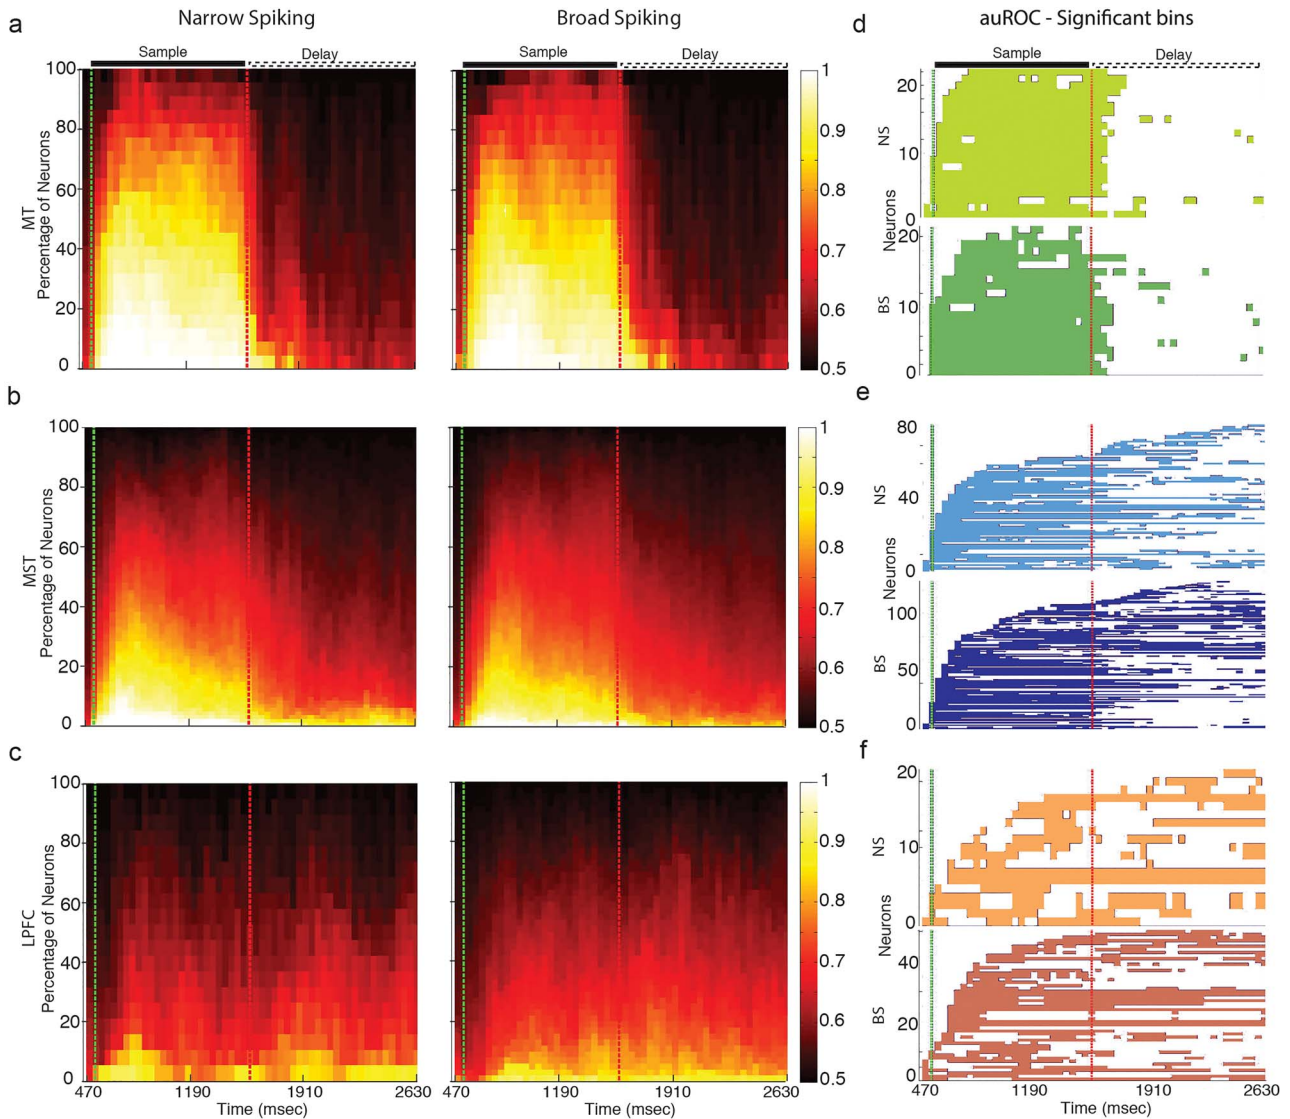 Narrow Spiking
Broad Spiking
auROC - Significant bins
a
Sample
Delay
Sample
Delay
d
Sample
Delay
MT
Percentage of Neurons
100
80
60
40
20
0
1
0.9
0.8
0.7
0.6
0.5
NS
BS
Neurons
20
10
0
20
10
0
b
MST
Percentage of Neurons
100
80
60
40
20
0
1
0.9
0.8
0.7
0.6
0.5
e
NS
BS
Neurons
80
40
0
100
50
0
c
LPFC
Percentage of Neurons
100
80
60
40
20
0
1
0.9
0.8
0.7
0.6
0.5
f
NS
BS
Neurons
20
10
0
40
20
0
470
1190
1910
2630
Time (msec)
470
1190
1910
2630
Time (msec)
470
1190
1910
2630
Time (msec)